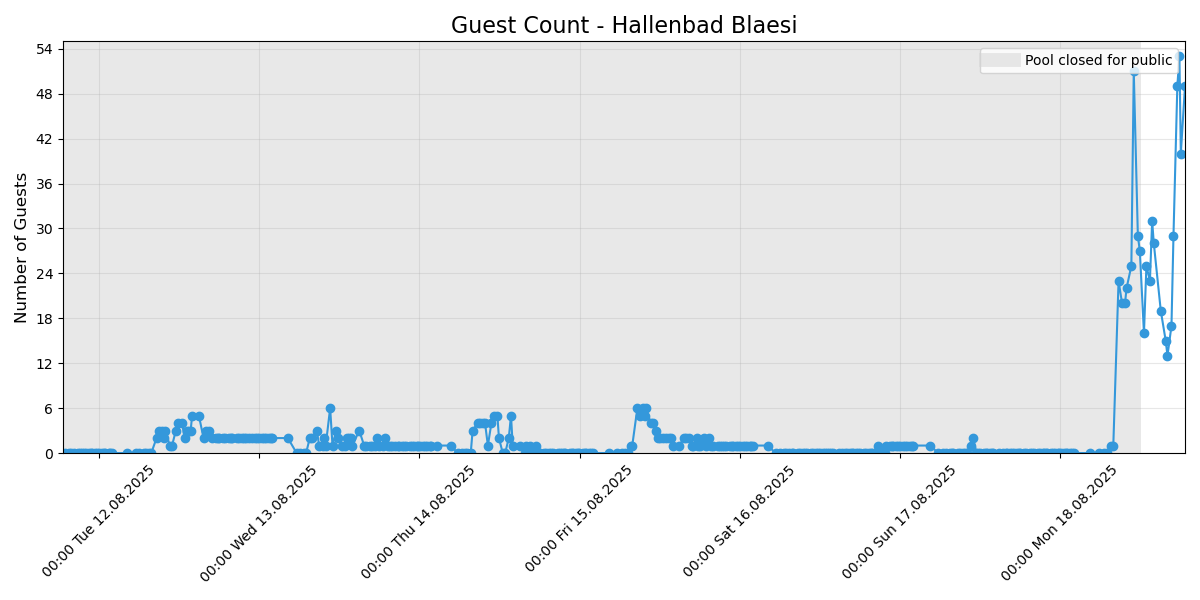 Guest Count - Hallenbad Blaesi
Pool closed for public
Number of Guests
54
48
42
36
30
24
18
12
6
0
00:00 Tue 12.08.2025
00:00 Wed 13.08.2025
00:00 Thu 14.08.2025
00:00 Fri 15.08.2025
00:00 Sat 16.08.2025
00:00 Sun 17.08.2025
00:00 Mon 18.08.2025